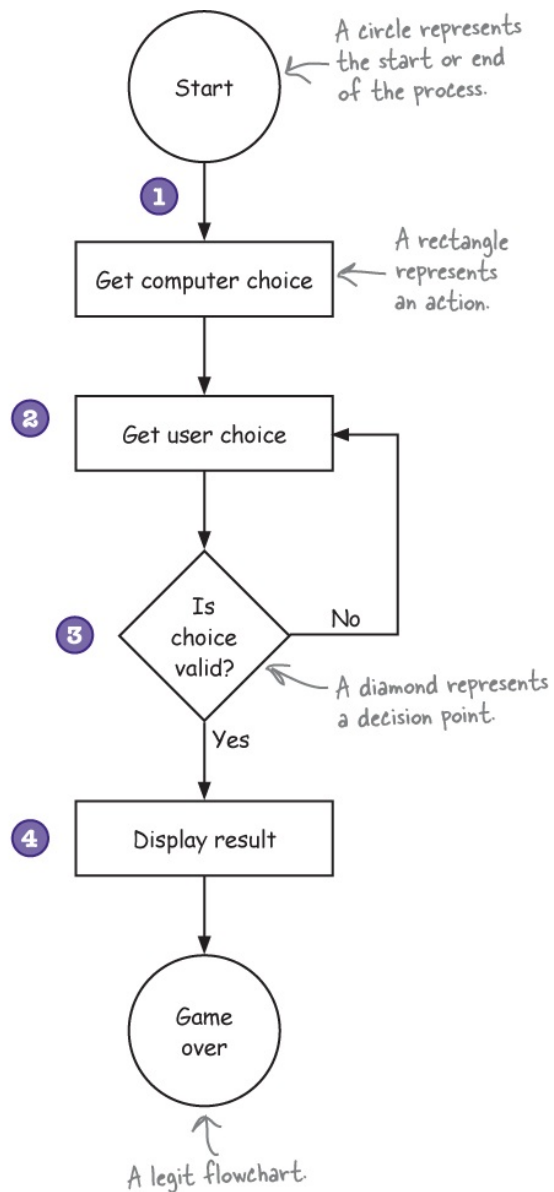 A circle represents
the start or end
of the process.
Start
1
A rectangle
represents
an action.
Get computer choice
2
Get user choice
3
Is
choice
valid?
No
A diamond represents
a decision point.
Yes
4
Display result
Game
over
A legit flowchart.